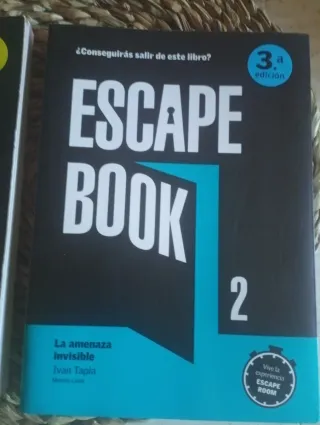 ¿Conseguirás salir de este libro?
3.ª
edición
ESCAPE
BOOK
2
La amenaza
invisible
Ivan Tapia
Vive la
experiencia
ESCAPE
ROOM